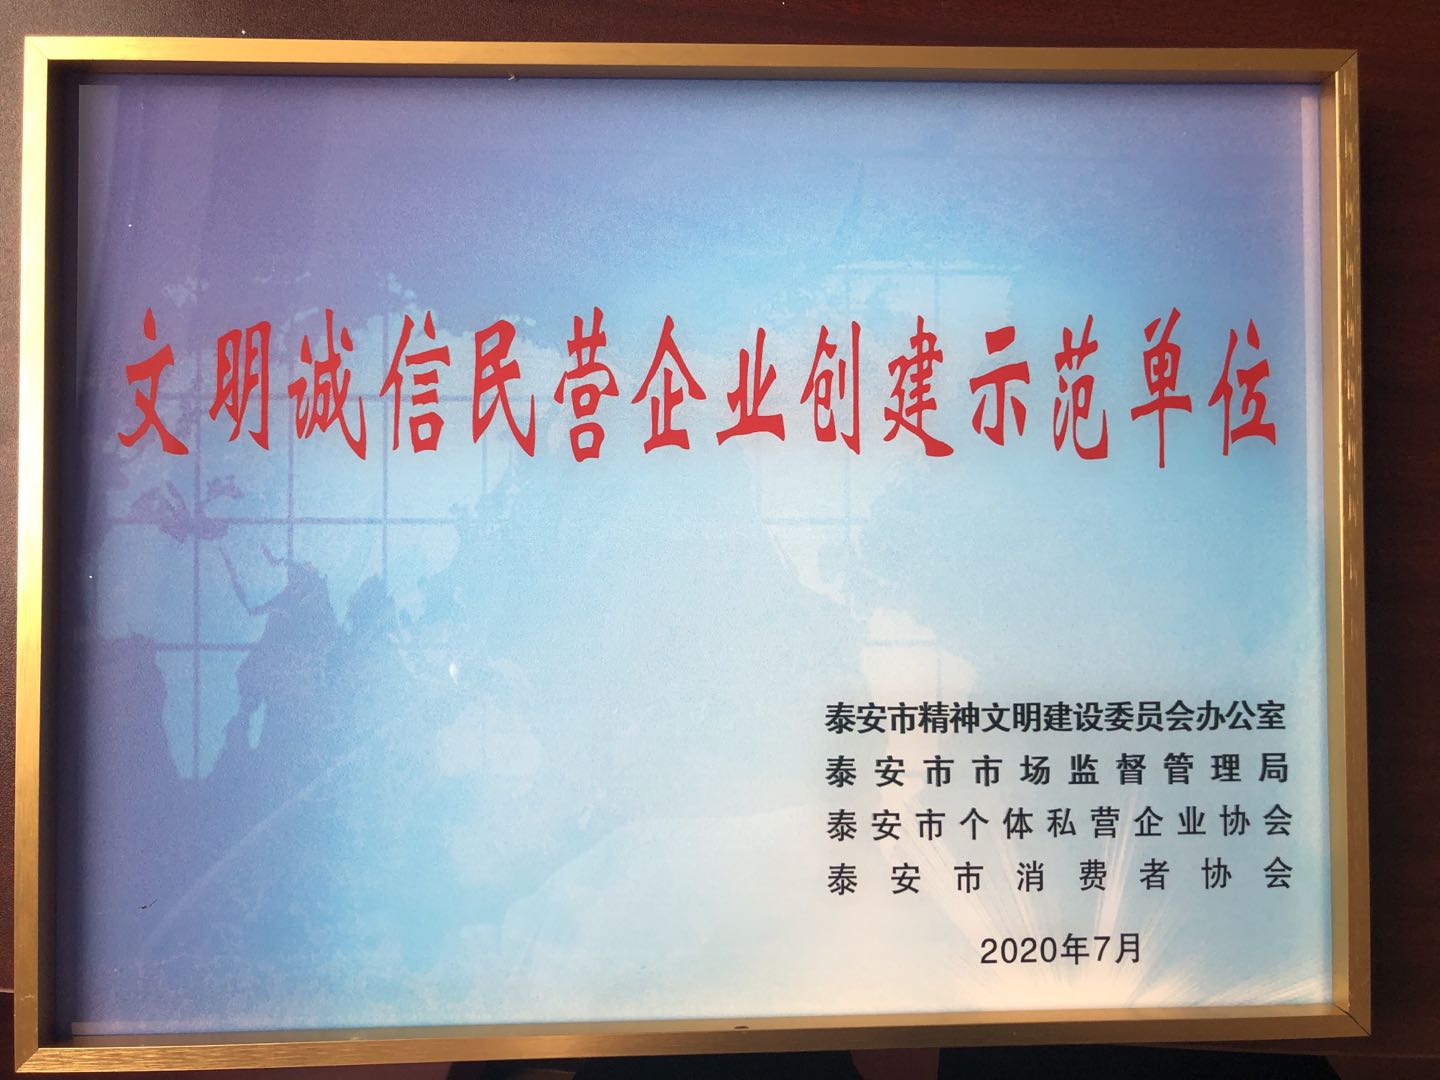 文明诚信民营企业创建示范单位
泰安市精神文明建设委员会办公室
泰安市市场监督管理局
泰安市个体私营企业协会
泰安市消费者协会
2020年7月